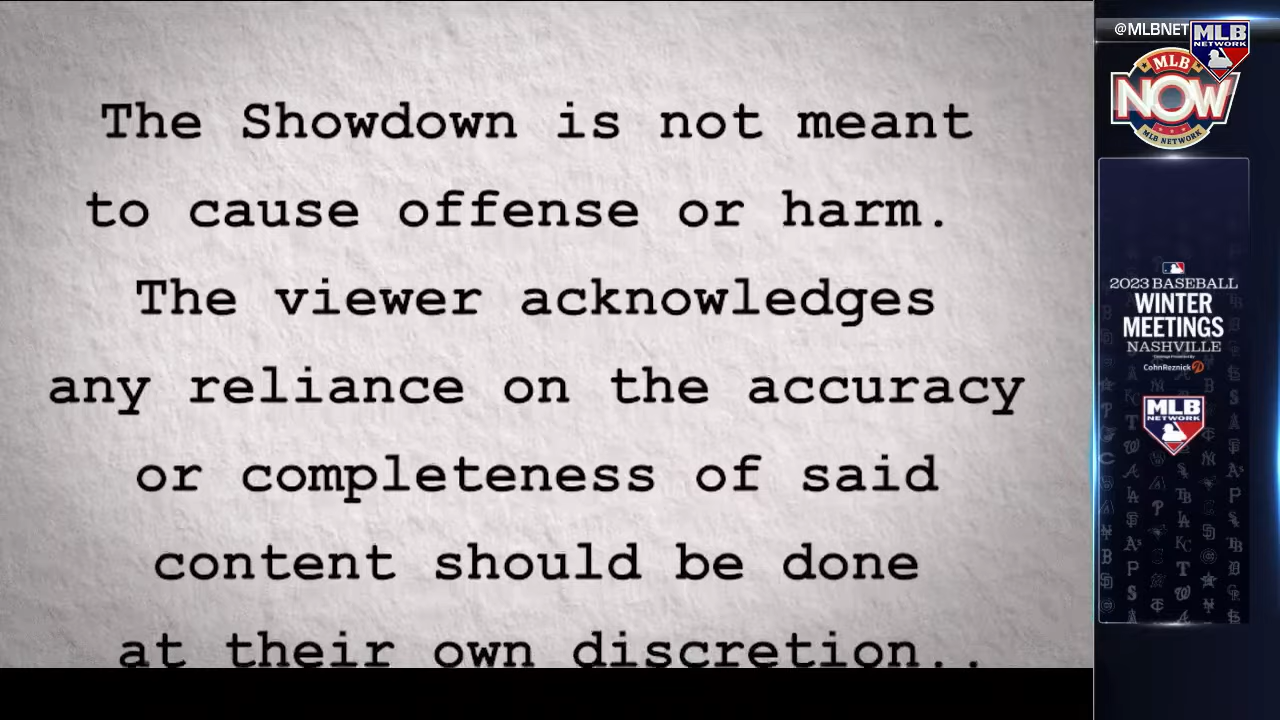 The Showdown is not meant
to cause offense or harm.
The viewer acknowledges
any reliance on the accuracy
or completeness of said
content should be done
at their own discretion..
@MLBNET
MLB
NETWORK
MLB
NOW
MLB NETWORK
2023 BASEBALL
WINTER
MEETINGS
NASHVILLE
CohnReznick
MLB
NETWORK